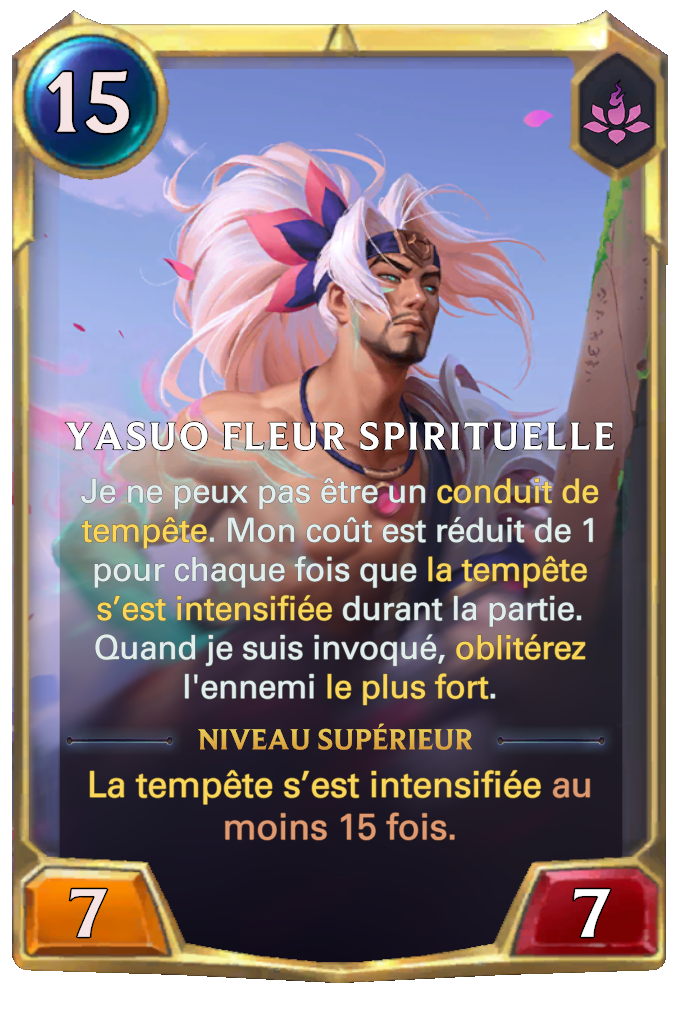 15
YASUO FLEUR SPIRITUELLE
Je ne peux pas être un conduit de
tempête. Mon coût est réduit de 1
pour chaque fois que la tempête
s’est intensifiée durant la partie.
Quand je suis invoqué, oblitérez
l'ennemi le plus fort.
NIVEAU SUPÉRIEUR
La tempête s’est intensifiée au
moins 15 fois.
7 7